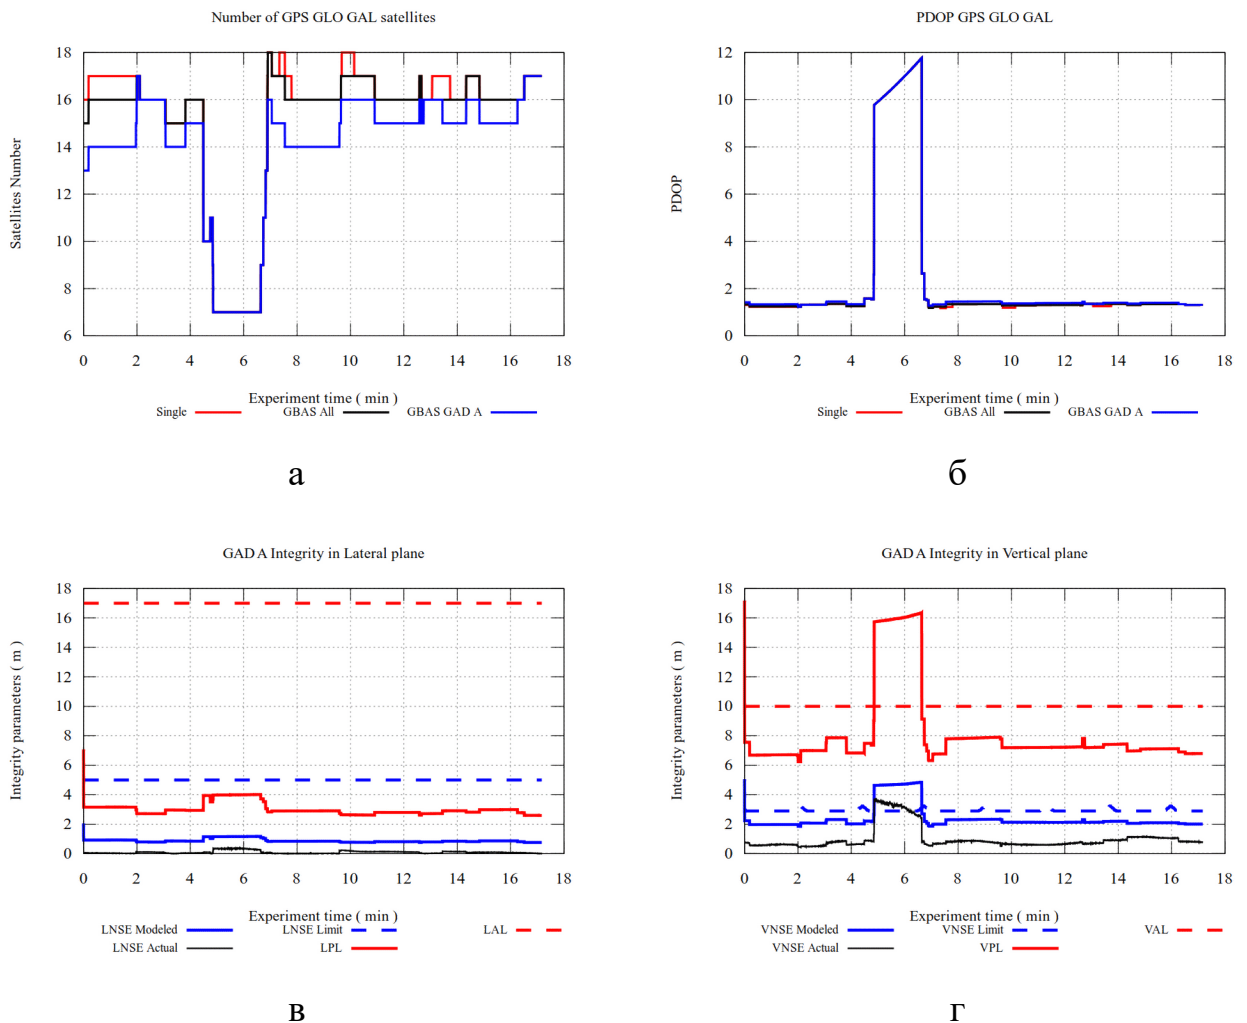 Number of GPS GLO GAL satellites
18
16
14
12
10
8
6
Satellites Number
0 2 4 6 8 10 12 14 16 18
Experiment time ( min )
Single GBAS All GBAS GAD A
а
PDOP GPS GLO GAL
12
10
8
6
4
2
0
PDOP
0 2 4 6 8 10 12 14 16 18
Experiment time ( min )
Single GBAS All GBAS GAD A
б
GAD A Integrity in Lateral plane
18
16
14
12
10
8
6
4
2
0
Integrity parameters ( m )
0 2 4 6 8 10 12 14 16 18
Experiment time ( min )
LNSE Modeled LNSE Limit LAL
LNSE Actual LPL
в
GAD A Integrity in Vertical plane
18
16
14
12
10
8
6
4
2
0
Integrity parameters ( m )
0 2 4 6 8 10 12 14 16 18
Experiment time ( min )
VNSE Modeled VNSE Limit VAL
VNSE Actual VPL
г